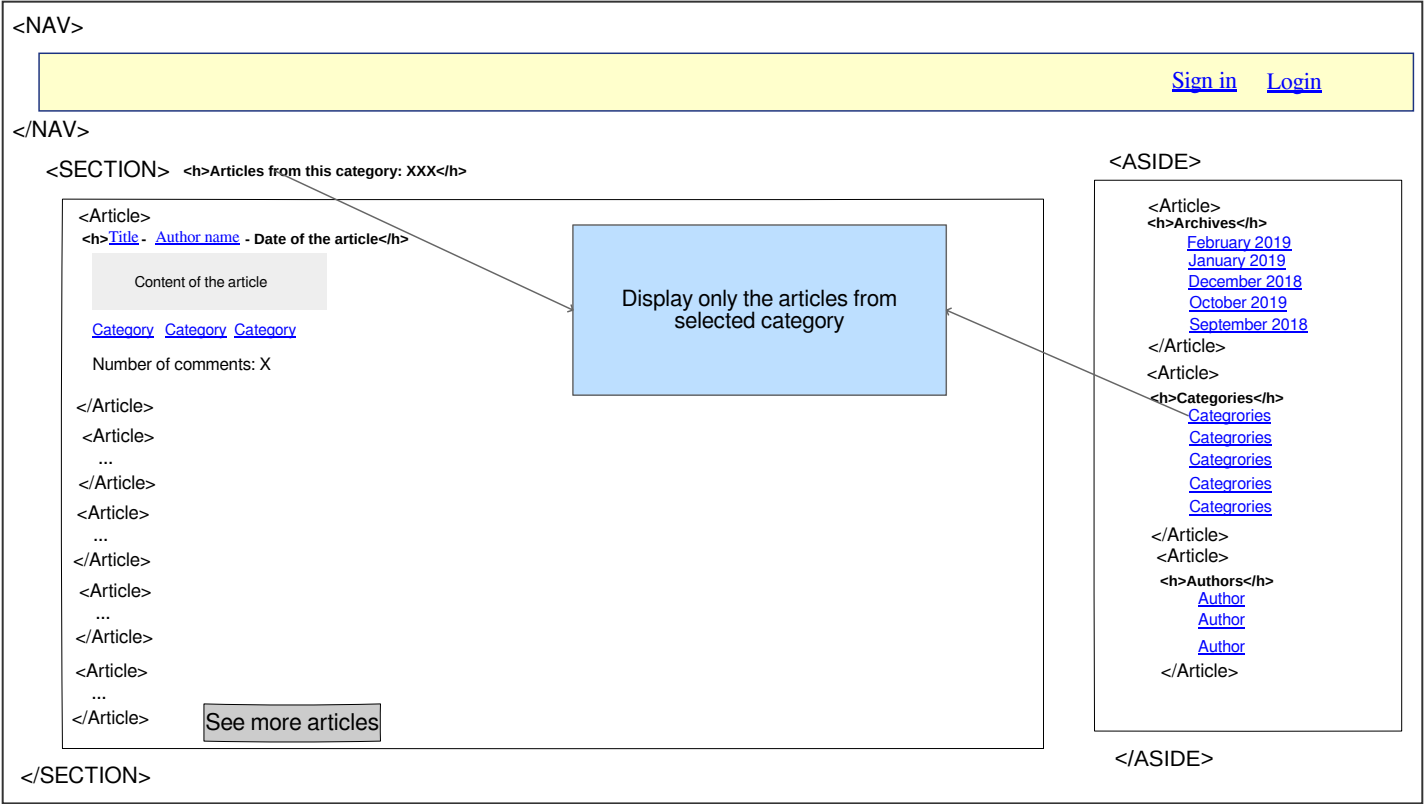 <NAV>
Sign in Login
</NAV>
<SECTION> <h>Articles from this category: XXX</h>
<Article>
<h>Title - Author name - Date of the article</h>
Content of the article
Category Category Category
Number of comments: X
</Article>
<Article>
...
</Article>
<Article>
...
</Article>
<Article>
...
</Article>
<Article>
...
</Article>
See more articles
</SECTION>
Display only the articles from
selected category
<ASIDE>
<Article>
<h>Archives</h>
February 2019
January 2019
December 2018
October 2019
September 2018
</Article>
<Article>
<h>Categories</h>
Categrories
Categrories
Categrories
Categrories
Categrories
</Article>
<Article>
<h>Authors</h>
Author
Author
Author
</Article>
</ASIDE>